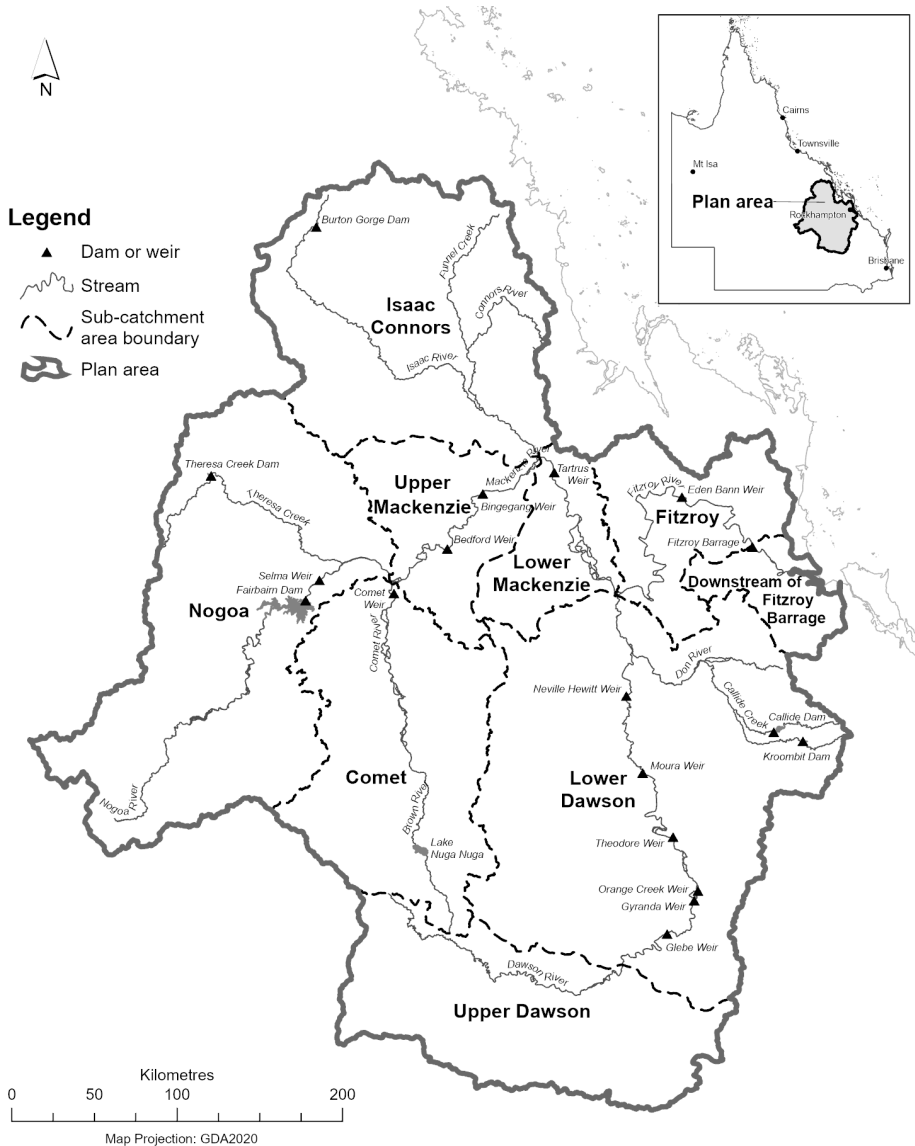 N
Legend
Dam or weir
Stream
Sub-catchment
area boundary
Plan area
Cairns
Townsville
Mt Isa
Plan area
Rockhampton
Brisbane
Burton Gorge Dam
Funnel Creek
Connors River
Isaac
Connors
Isaac River
Theresa Creek Dam
Theresa Creek
Upper
Mackenzie
Mackenzie River
Bingegang Weir
Bedford Weir
Tartrus
Weir
Fitzroy Rive
Eden Bann Weir
Fitzroy
Fitzroy Barrage
Lower
Mackenzie
Downstream of
Fitzroy
Barrage
Selma Weir
Fairbairn Dam
Nogoa
Comet
Weir
Comet River
Don River
Neville Hewitt Weir
Callide Creek
Callide Dam
Kroombit Dam
Moura Weir
Comet
Lower
Dawson
Nogoa River
Brown River
Theodore Weir
Lake
Nuga Nuga
Orange Creek Weir
Gyranda Weir
Glebe Weir
Dawson River
Upper Dawson
Kilometres
0 50 100 200
Map Projection: GDA2020